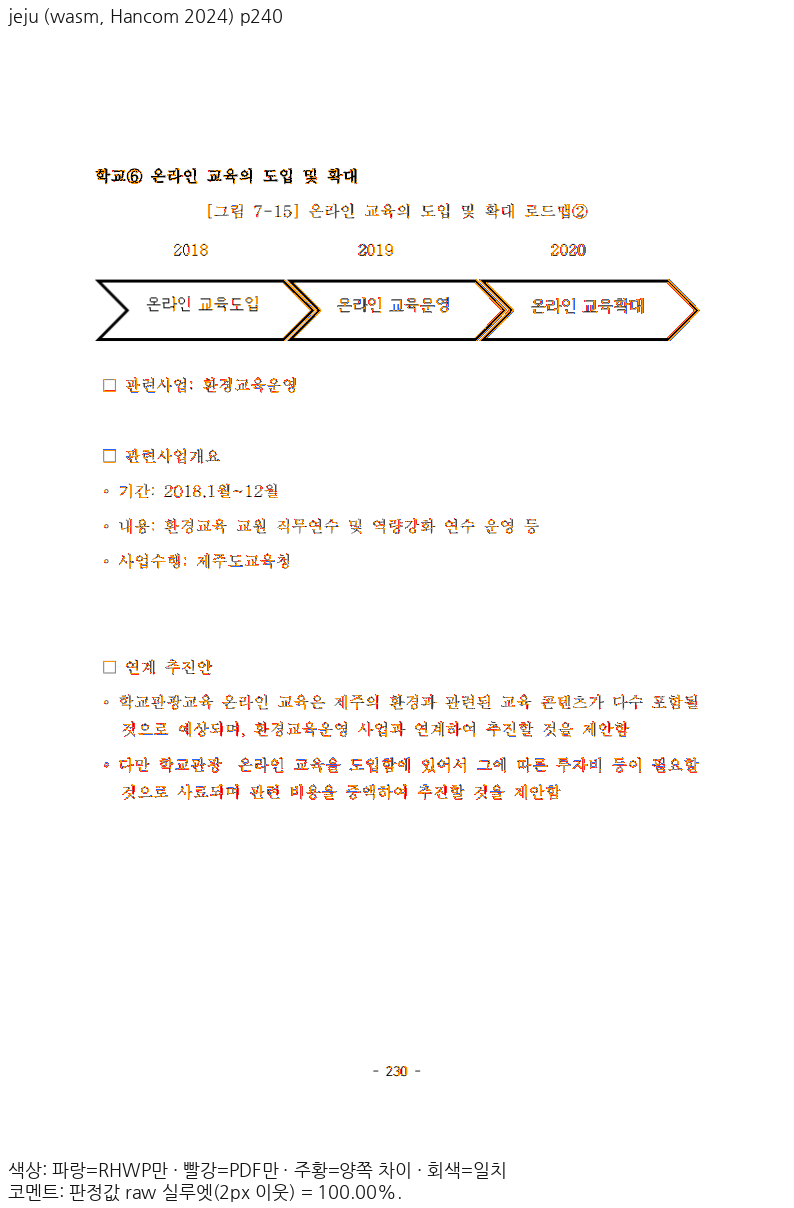 jeju (wasm, Hancom 2024) p240
학교⑥ 온라인 교육의 도입 및 확대
[그림 7-15] 온라인 교육의 도입 및 확대 로드맵②
2018 2019 2020
온라인 교육도입 온라인 교육운영 온라인 교육확대
□ 관련사업: 환경교육운영
□ 관련사업개요
◦ 기간: 2018.1월~12월
◦ 내용: 환경교육 교원 직무연수 및 역량강화 연수 운영 등
◦ 사업수행: 제주도교육청
□ 연계 추진안
◦ 학교관광교육 온라인 교육은 제주의 환경과 관련된 교육 콘텐츠가 다수 포함될
것으로 예상되며, 환경교육운영 사업과 연계하여 추진할 것을 제안함
◦ 다만 학교관광 온라인 교육을 도입함에 있어서 그에 따른 투자비 등이 필요할
것으로 사료되며 관련 비용을 증액하여 추진할 것을 제안함
- 230 -
색상: 파랑=RHWP만 · 빨강=PDF만 · 주황=양쪽 차이 · 회색=일치
코멘트: 판정값 raw 실루엣(2px 이웃) = 100.00%.